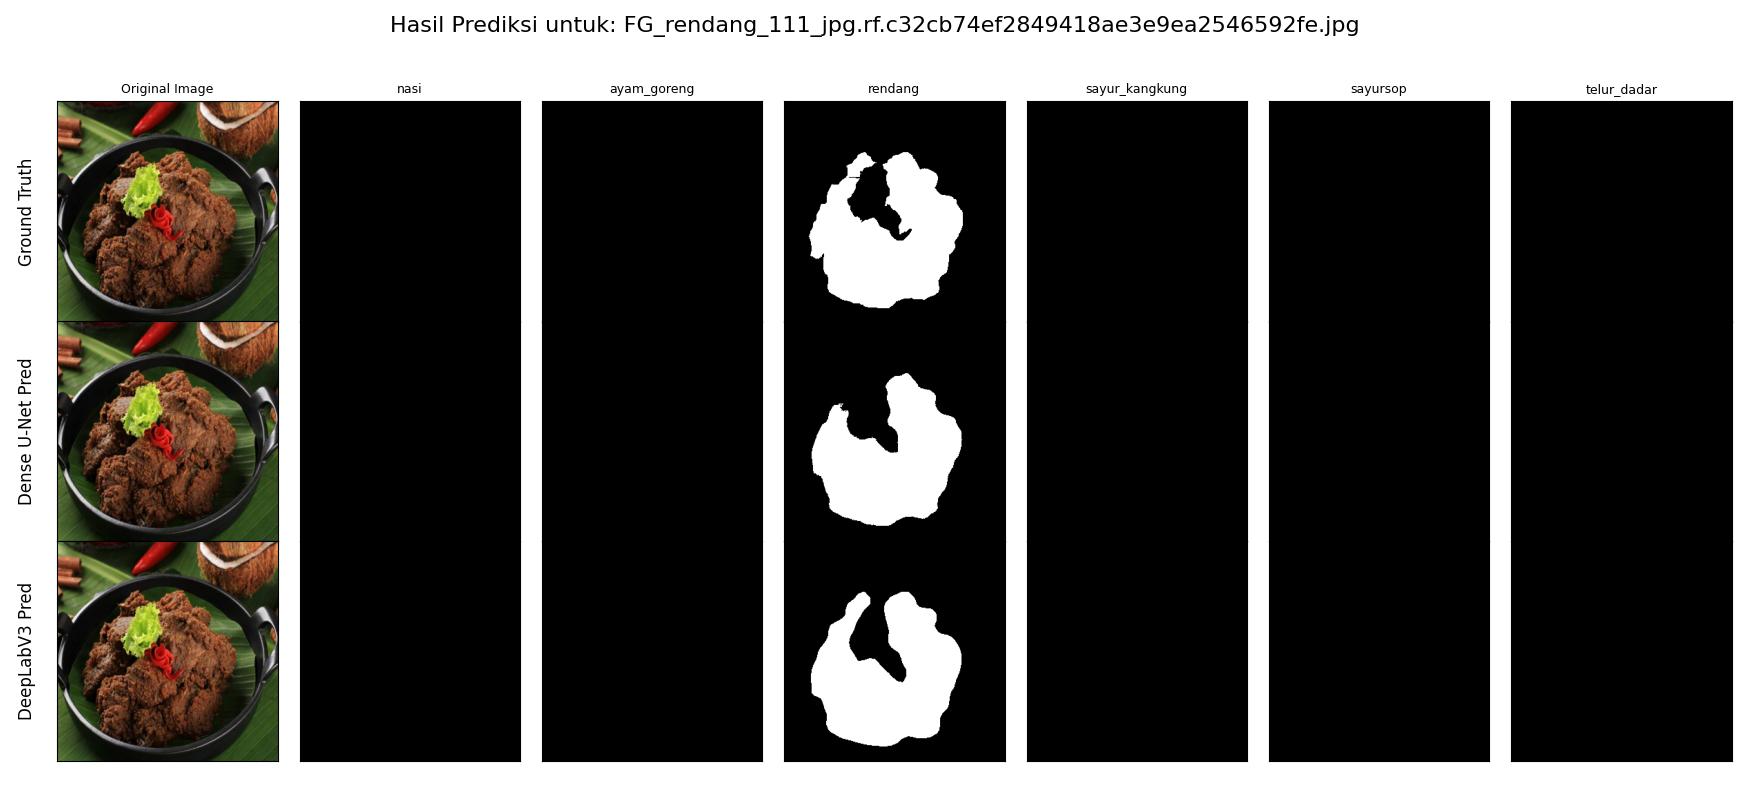 Hasil Prediksi untuk: FG_rendang_111_jpg.rf.c32cb74ef2849418ae3e9ea2546592fe.jpg
Original Image
nasi
ayam_goreng
rendang
sayur_kangkung
sayursop
telur_dadar
Ground Truth
Dense U-Net Pred
DeepLabV3 Pred